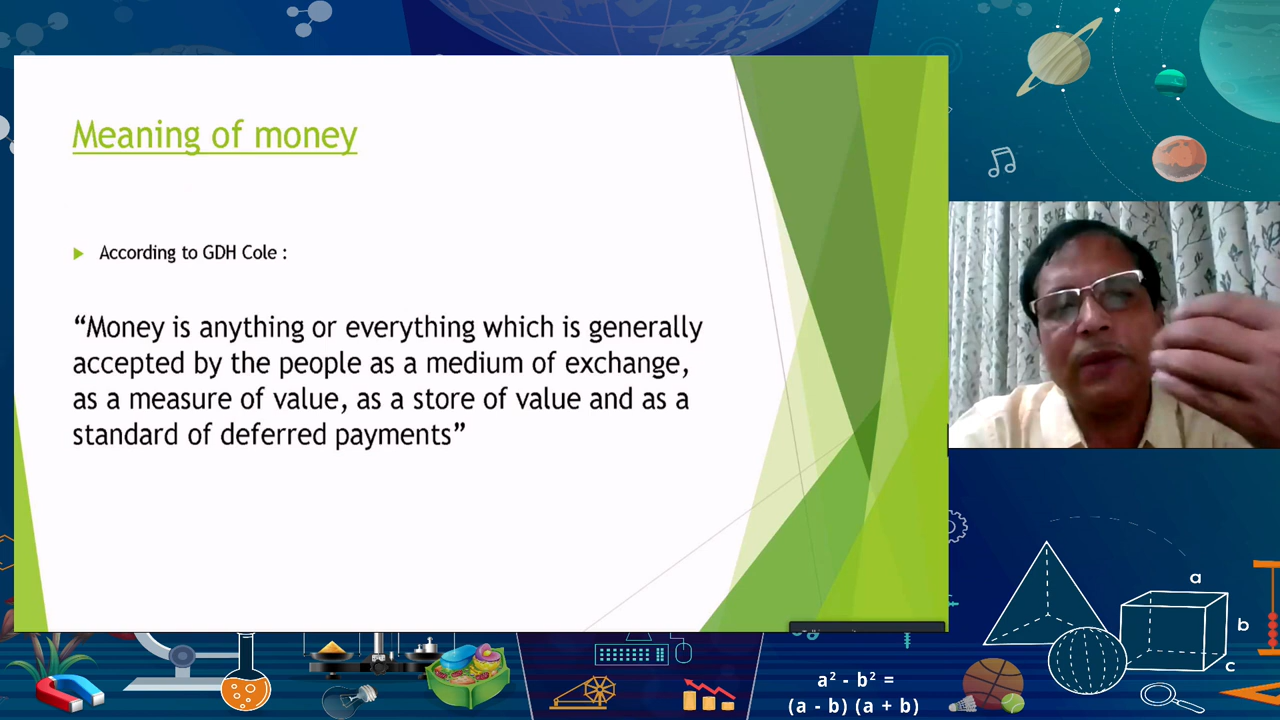 Meaning of money
According to GDH Cole :
“Money is anything or everything which is generally
accepted by the people as a medium of exchange,
as a measure of value, as a store of value and as a
standard of deferred payments”
a
b
c
a² - b² =
(a - b) (a + b)